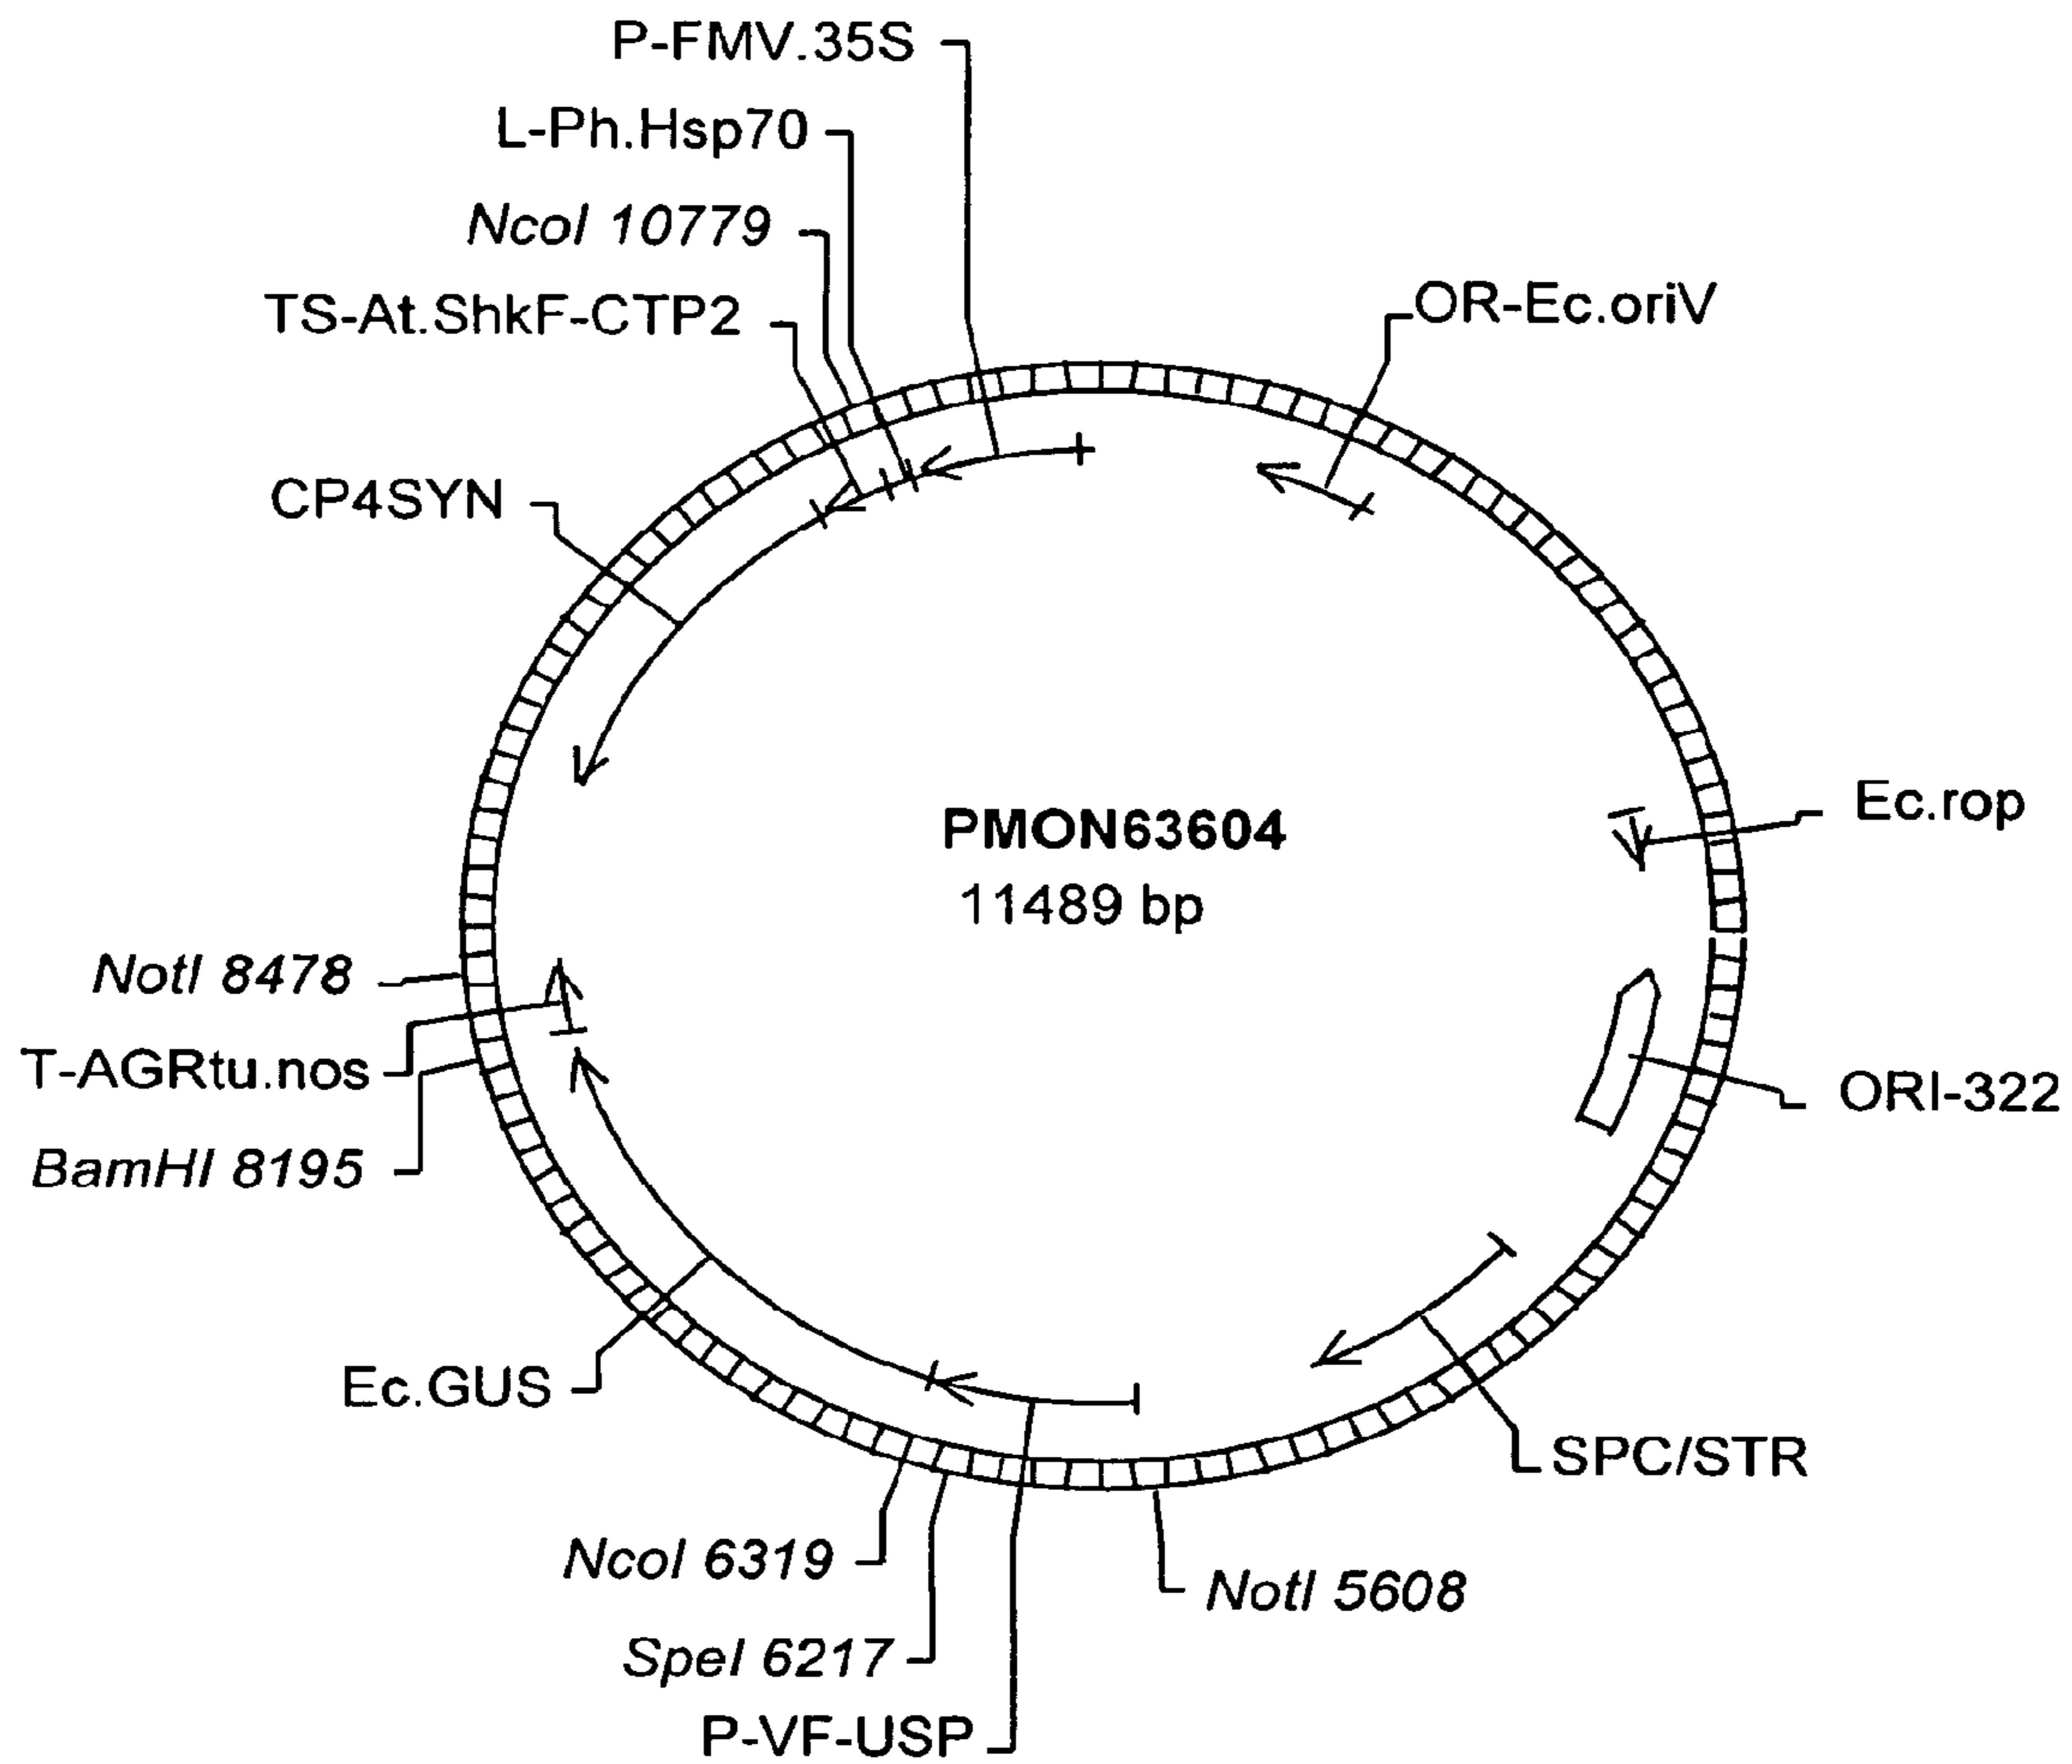 P-FMV.35S
L-Ph.Hsp70
NcoI 10779
TS-At.ShkF-CTP2
OR-Ec.oriV
CP4SYN
Ec.rop
PMON63604
11489 bp
NotI 8478
T-AGRtu.nos
ORI-322
BamHI 8195
Ec.GUS
SPC/STR
NcoI 6319
NotI 5608
SpeI 6217
P-VF-USP